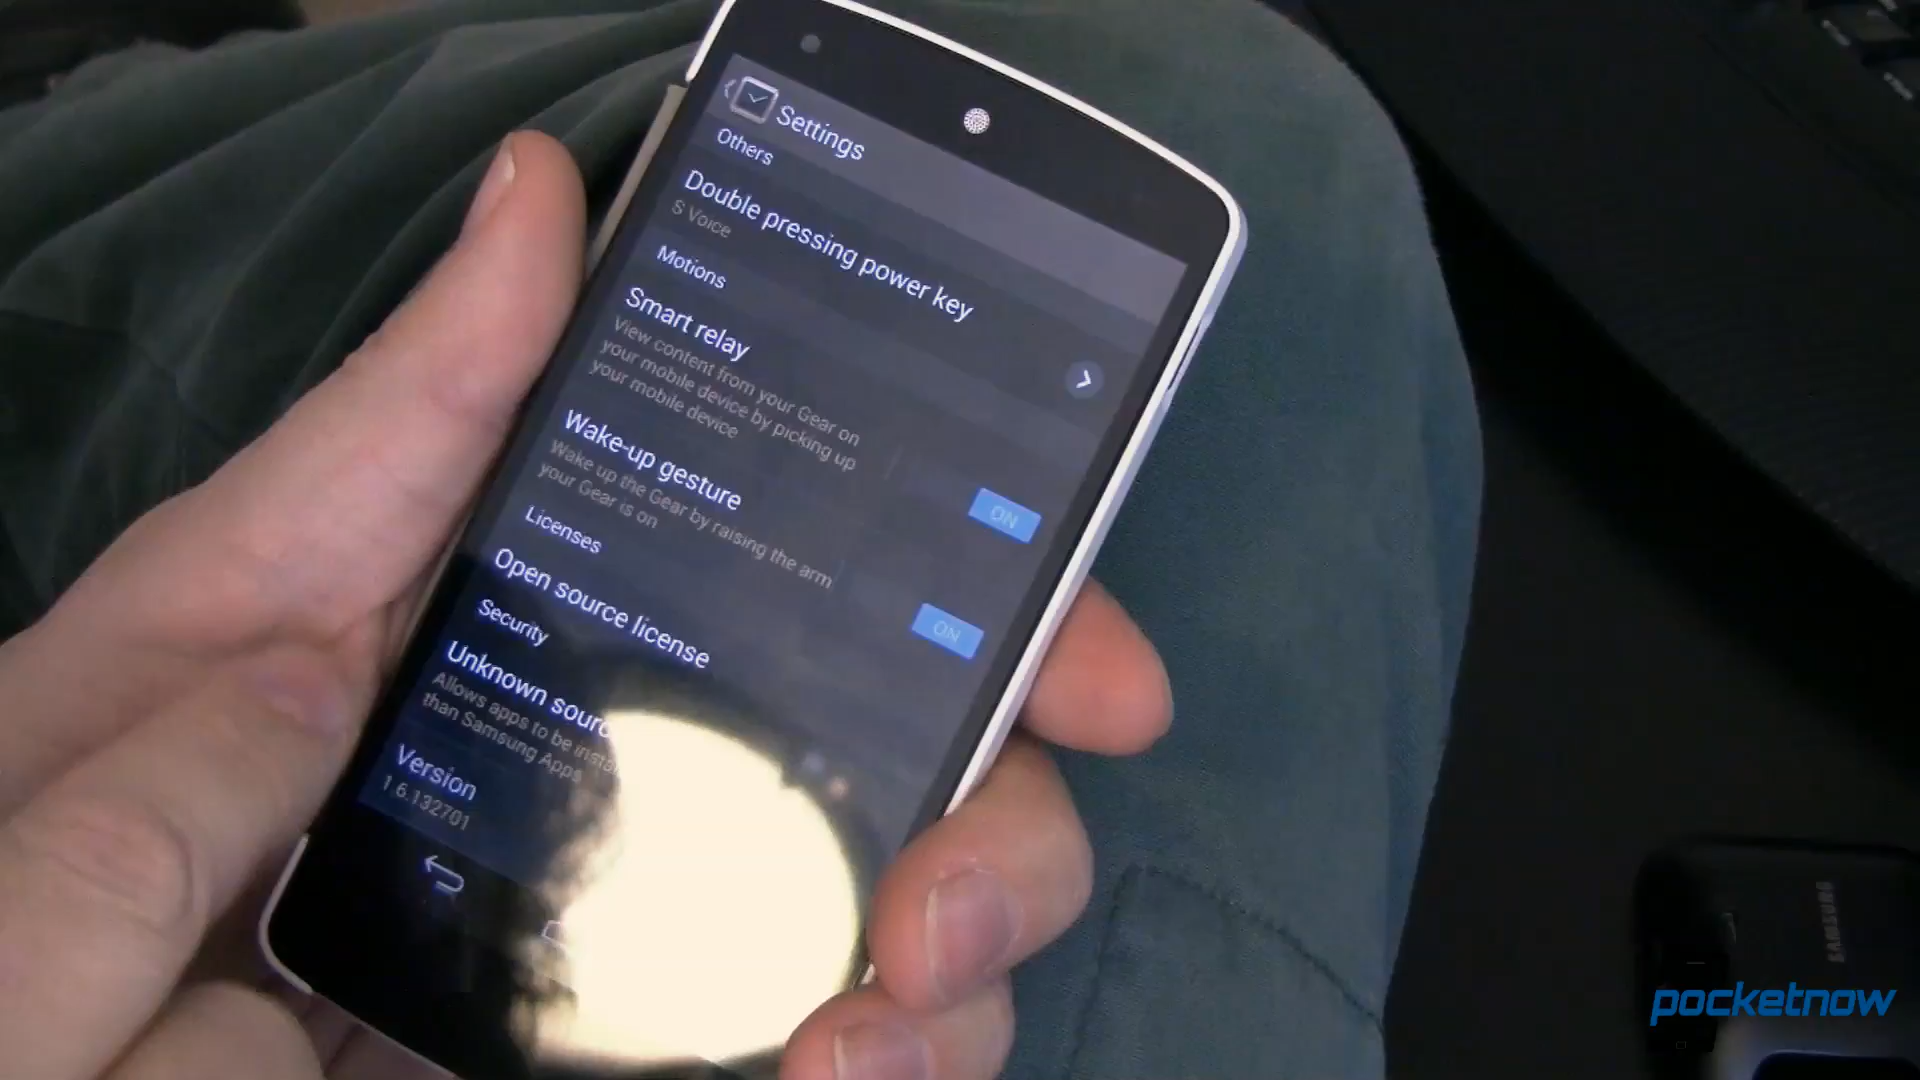 Settings
Others
Double pressing power key
S Voice
Motions
Smart relay
View content from your Gear on
your mobile device by picking up
your mobile device
ON
Wake-up gesture
Wake up the Gear by raising the arm
your Gear is on
ON
Licenses
Open source license
Security
Unknown
Allows apps to be
than Samsung Apps
Version
1.6.132701
SAMSUNG
pocketnow